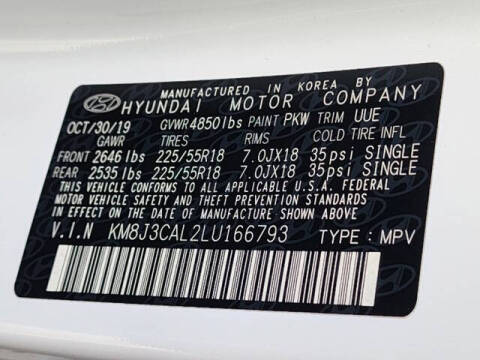 MANUFACTURED IN KOREA BY
HYUNDAI MOTOR COMPANY
OCT/30/19 GVWR 4850lbs PAINT PKW TRIM UUE
GAWR TIRES RIMS COLD TIRE INFL
FRONT 2646 lbs 225/55R18 7.0JX18 35psi SINGLE
REAR 2535 lbs 225/55R18 7.0JX18 35psi SINGLE
THIS VEHICLE CONFORMS TO ALL APPLICABLE U.S.A. FEDERAL
MOTOR VEHICLE SAFETY AND THEFT PREVENTION STANDARDS
IN EFFECT ON THE DATE OF MANUFACTURE SHOWN ABOVE.
V.I.N KM8J3CAL2LU166793 TYPE : MPV